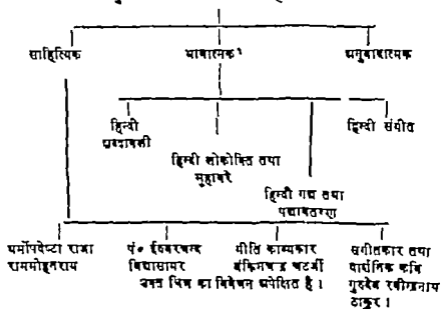 साहित्यिक
भाषात्मक¹
अनुवादात्मक
हिन्दी
शब्दावली
हिन्दी लोकोक्ति तथा
मुहावरे
हिन्दी गद्य तथा
पद्यावतरण
हिन्दी संगीत
धर्मोपदेष्टा राजा
राममोहनराय
पं० ईश्वरचन्द
विद्यासागर
गीति काव्यकार
बंकिमचन्द्र चटर्जी
संगीतकार तथा
दार्शनिक कवि
गुरुदेव रवीन्द्रनाथ
ठाकुर ।
उक्त चित्र का विवेचन अपेक्षित है ।